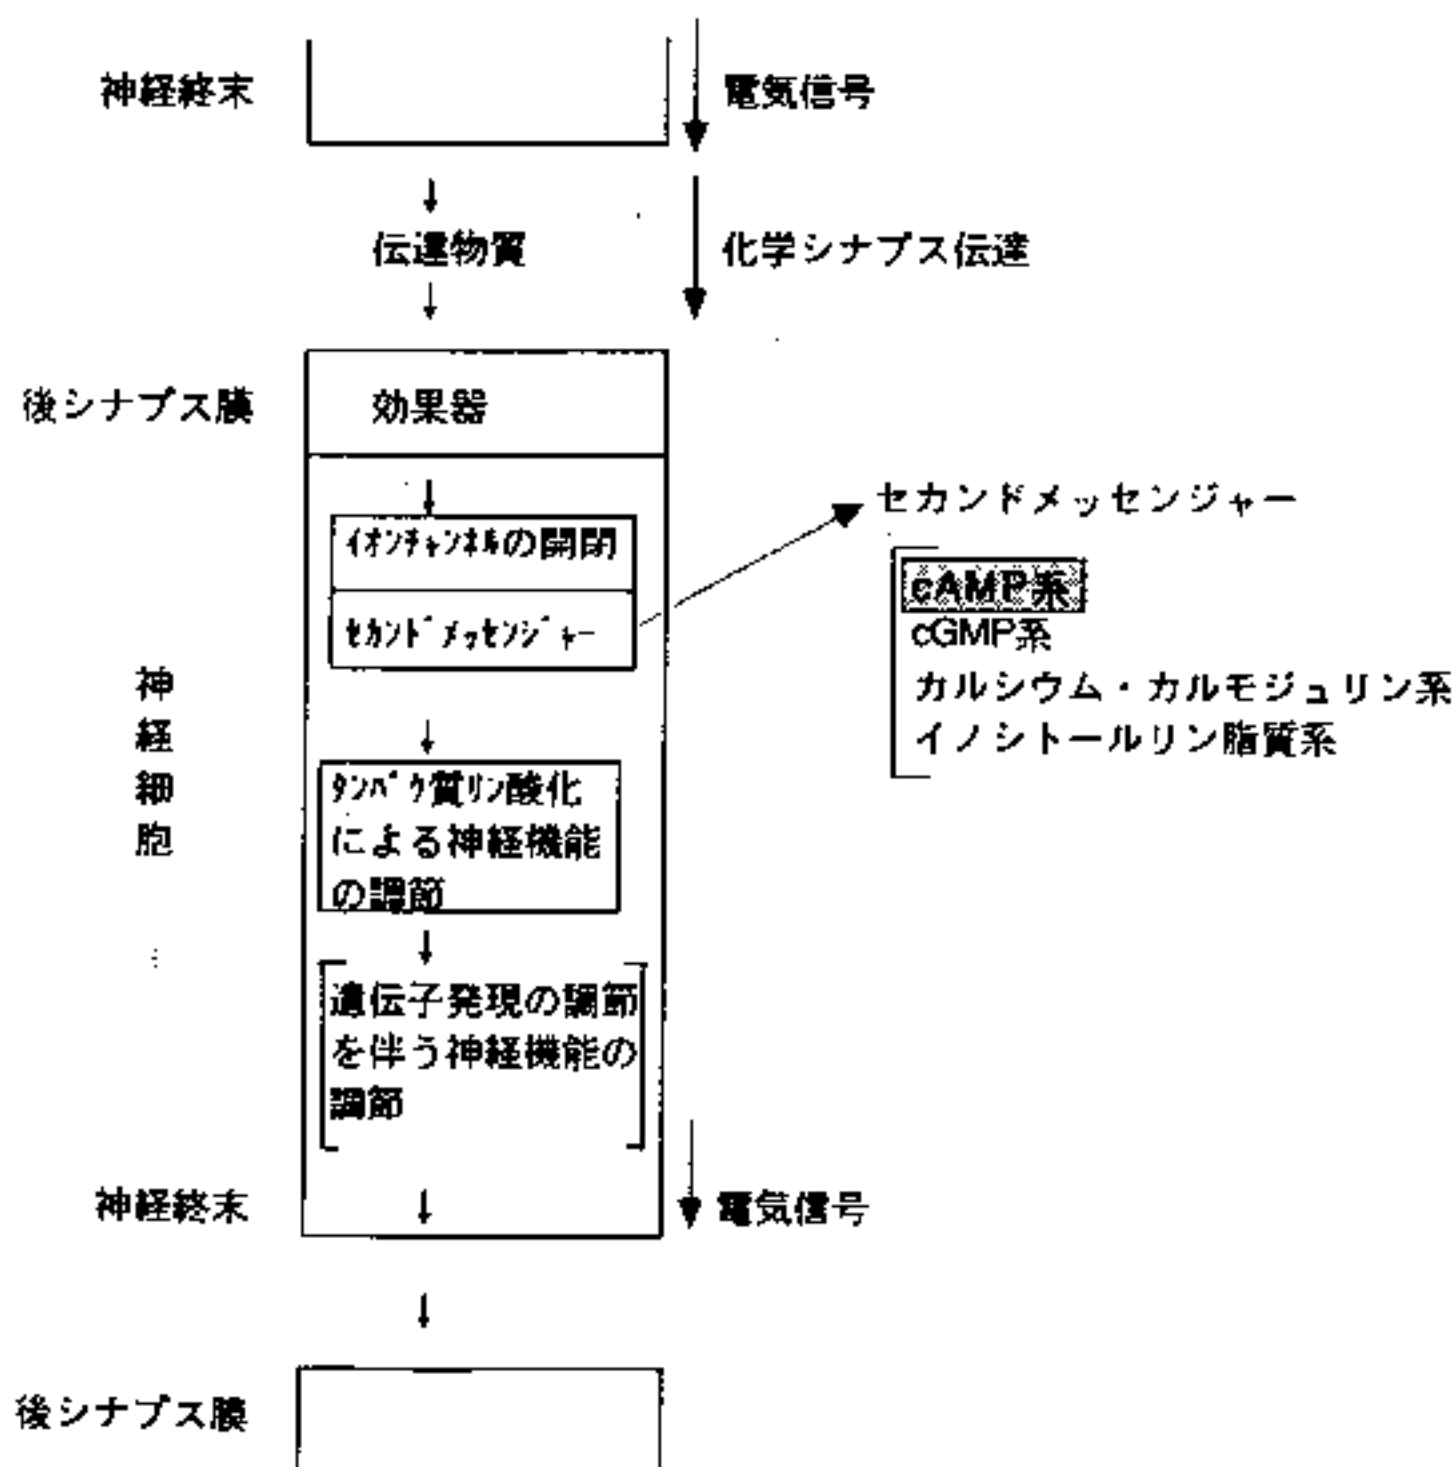 神経終末
電気信号
伝達物質
化学シナプス伝達
後シナプス膜
効果器
セカンドメッセンジャー
イオンチャンネルの開閉
cAMP系
セカンドメッセンジャー
cGMP系
カルシウム・カルモジュリン系
イノシトールリン脂質系
神経細胞
タンパク質リン酸化
による神経機能
の調節
遺伝子発現の調節
を伴う神経機能の
調節
神経終末
電気信号
後シナプス膜